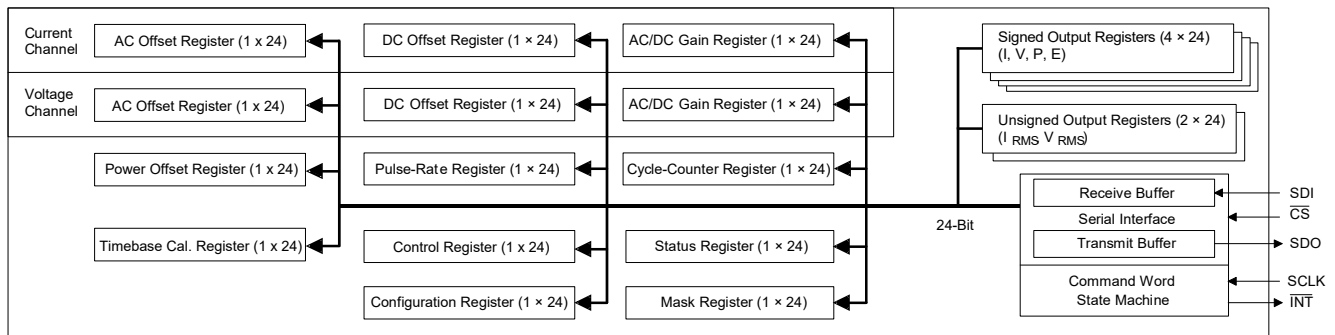 Current
Channel
AC Offset Register (1 x 24)
DC Offset Register (1 × 24)
AC/DC Gain Register (1 × 24)
Signed Output Registers (4 × 24)
(I, V, P, E)
Voltage
Channel
AC Offset Register (1 x 24)
DC Offset Register (1 × 24)
AC/DC Gain Register (1 × 24)
Unsigned Output Registers (2 × 24)
(I RMS, V RMS)
Power Offset Register (1 x 24)
Pulse-Rate Register (1 × 24)
Cycle-Counter Register (1 × 24)
24-Bit
Receive Buffer
SDI
Serial Interface
CS
Transmit Buffer
SDO
Timebase Cal. Register (1 x 24)
Control Register (1 × 24)
Status Register (1 × 24)
Configuration Register (1 × 24)
Mask Register (1 × 24)
Command Word
State Machine
SCLK
INT